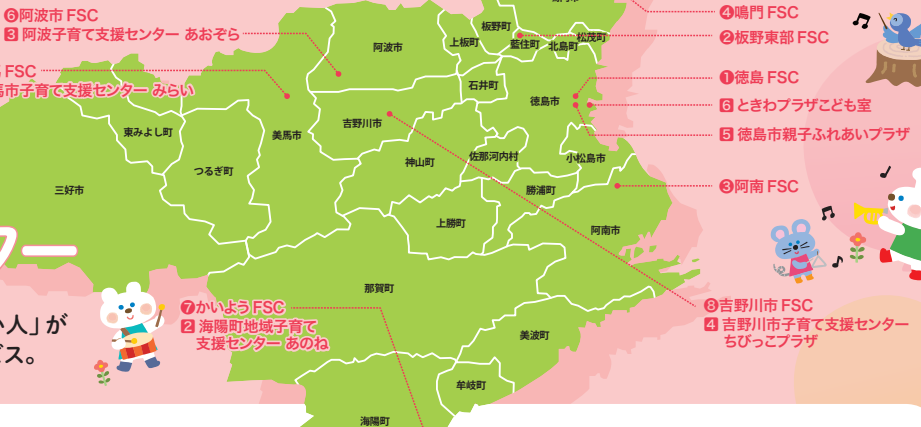 ❻阿波市 FSC
3 阿波子育て支援センター あおぞら
FSC
馬市子育て支援センター みらい
❹鳴門 FSC
❷板野東部 FSC
❶徳島 FSC
6 ときわプラザこども室
5 徳島市親子ふれあいプラザ
❸阿南 FSC
❽吉野川市 FSC
4 吉野川市子育て支援センター
ちびっこプラザ
❼かいよう FSC
2 海陽町地域子育て
支援センター あのね
板野町
上板町
藍住町
北島町
松茂町
阿波市
石井町
徳島市
吉野川市
美馬市
東みよし町
つるぎ町
三好市
神山町
佐那河内村
小松島市
勝浦町
上勝町
阿南市
那賀町
美波町
牟岐町
海陽町
ター
い人」が
ビス。